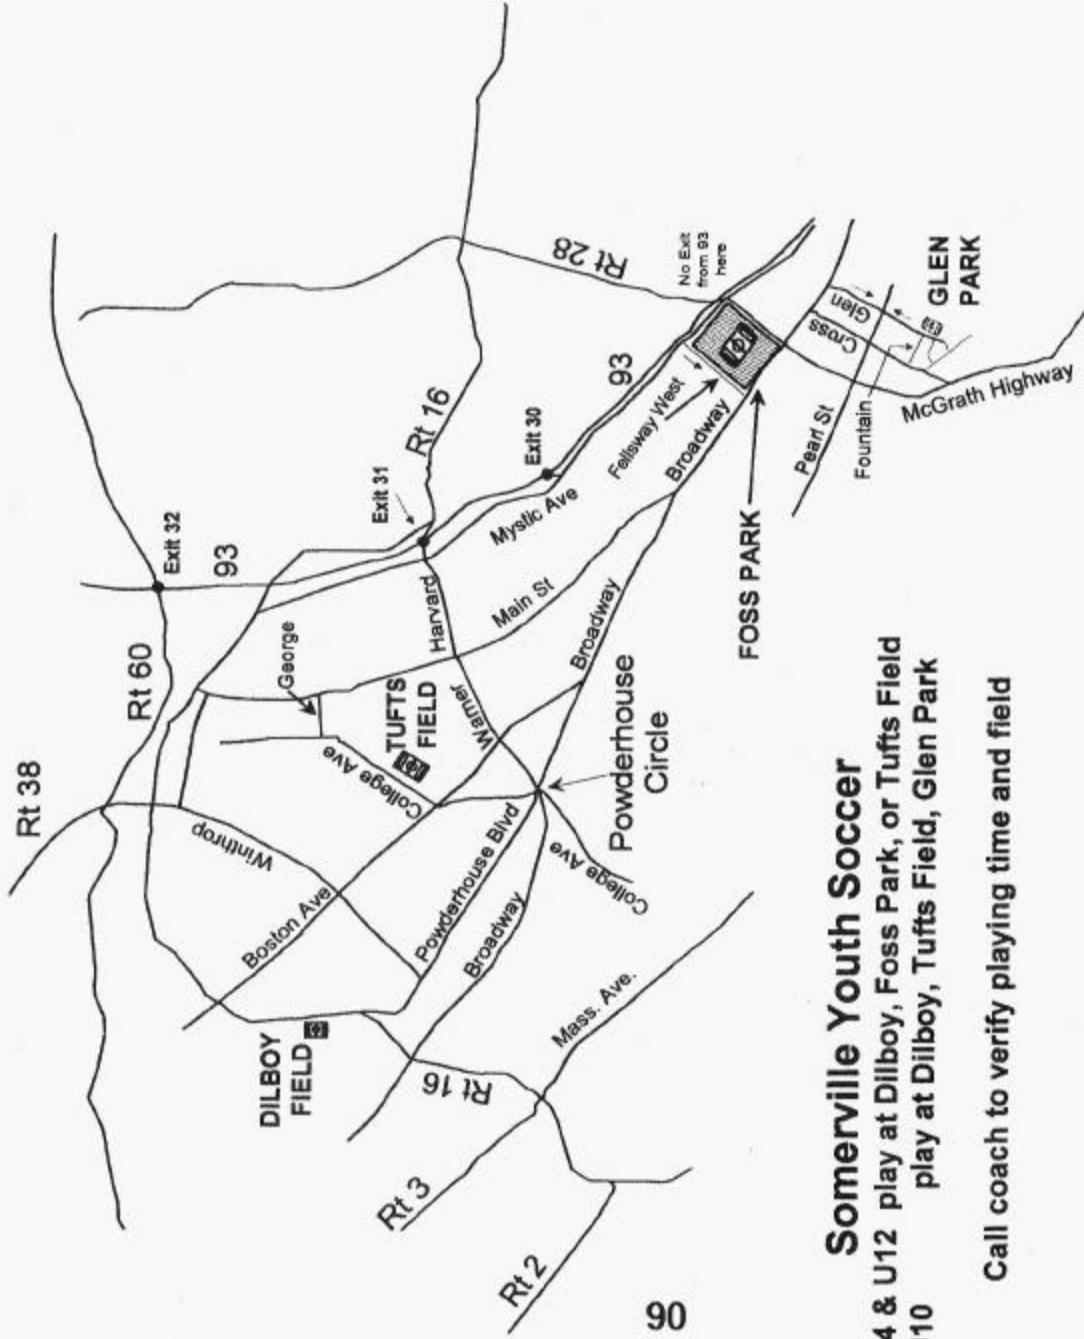 Rt 38
Rt 60
Exit 32
93
Exit 31
Rt 16
Rt 28
No Exit
from 93
here
93
Exit 30
Mystic Ave
Fellsway West
George
Harvard
Main St
Winthrop
College Ave
TUFTS
FIELD
Warner
Boston Ave
Powderhouse Blvd
Broadway
Broadway
Broadway
College Ave
Powderhouse
Circle
DILBOY
FIELD
Rt 16
Mass. Ave.
Rt 3
Rt 2
FOSS PARK
Pearl St
Cross
Glen
Fountain
GLEN
PARK
McGrath Highway
Somerville Youth Soccer
4 & U12 play at Dilboy, Foss Park, or Tufts Field
10 play at Dilboy, Tufts Field, Glen Park
Call coach to verify playing time and field
90